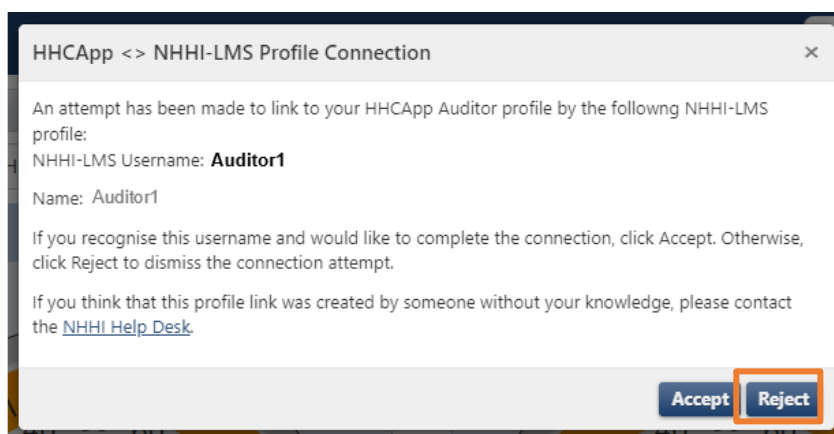 HHCApp <> NHHI-LMS Profile Connection ×
An attempt has been made to link to your HHCApp Auditor profile by the followng NHHI-LMS
profile:
NHHI-LMS Username: Auditor1
Name: Auditor1
If you recognise this username and would like to complete the connection, click Accept. Otherwise,
click Reject to dismiss the connection attempt.
If you think that this profile link was created by someone without your knowledge, please contact
the NHHI Help Desk.
Accept Reject